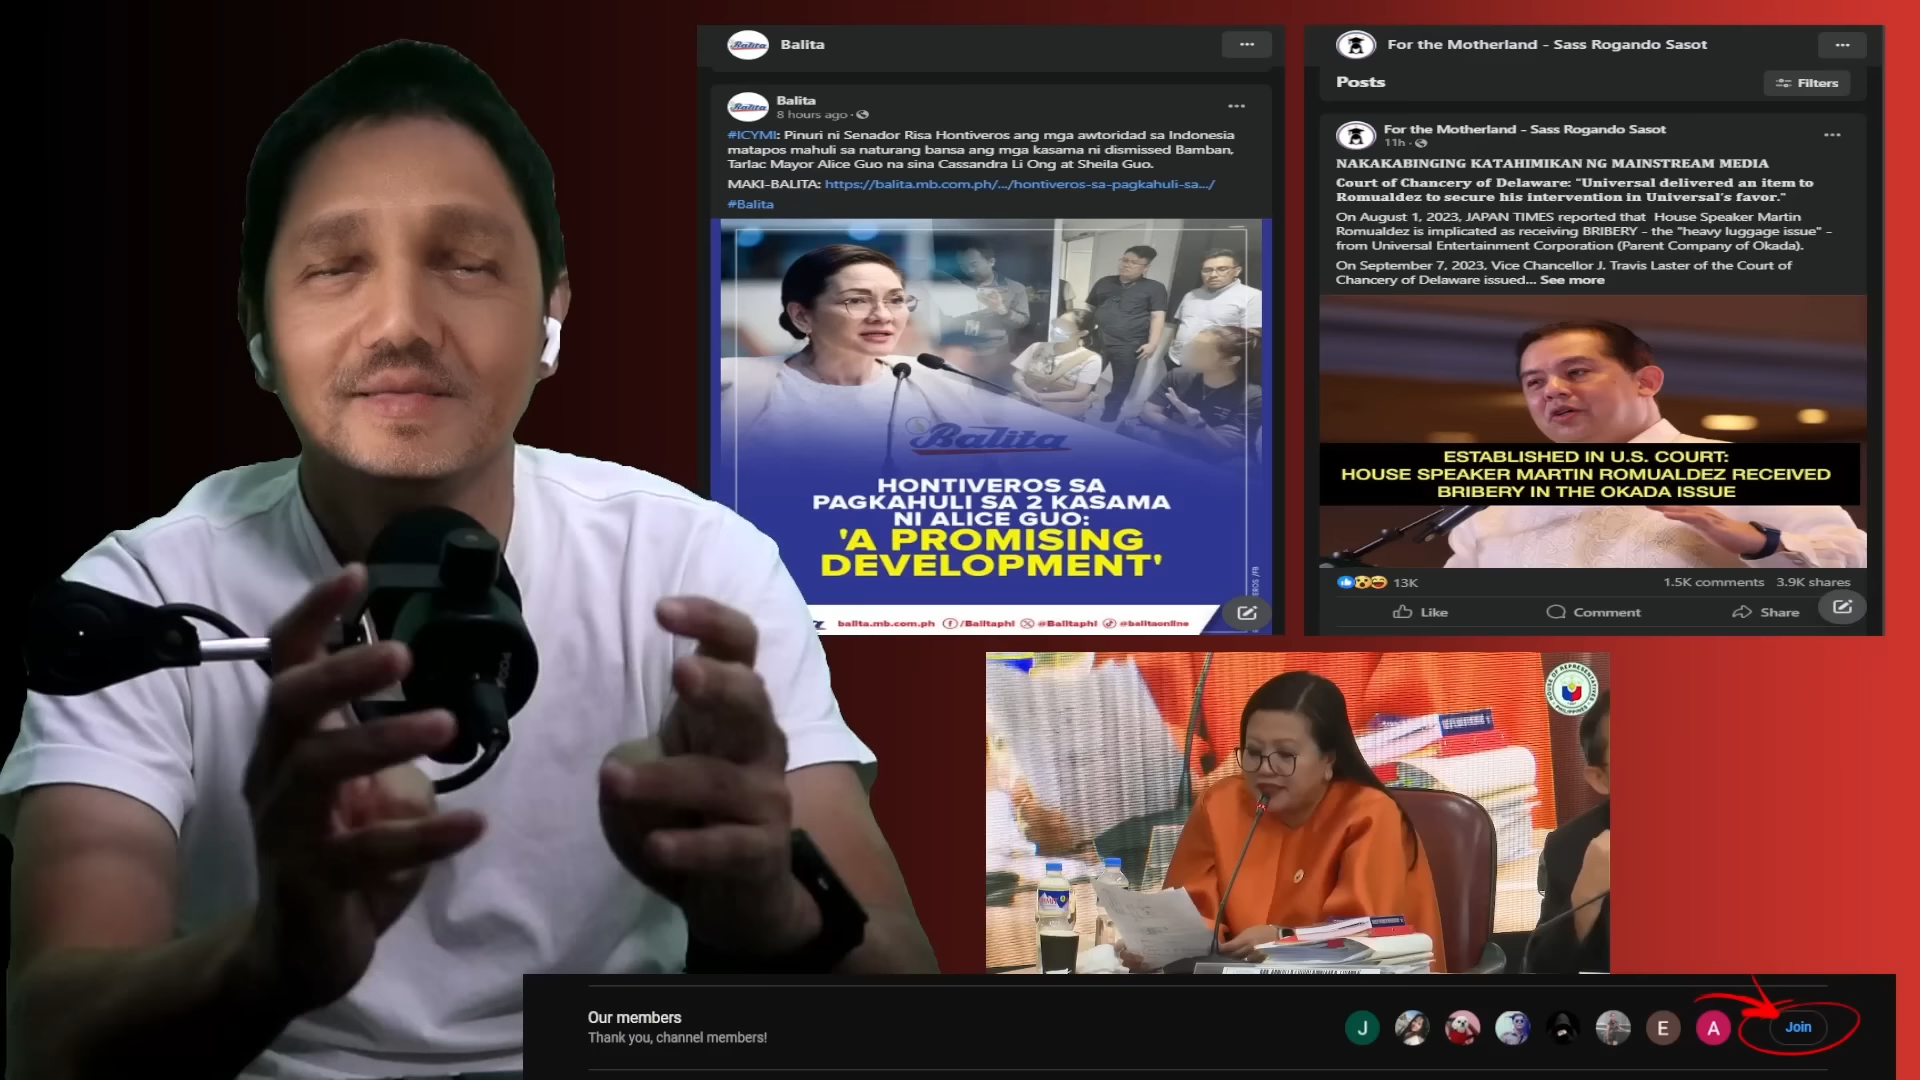 Balita
Balita
Balita
Balita
8 hours ago
#ICYMI: Pinuri ni Senador Risa Hontiveros ang mga awtoridad sa Indonesia
matapos mahuli sa naturang bansa ang mga kasama ni dismissed Bamban,
Tarlac Mayor Alice Guo na sina Cassandra Li Ong at Sheila Guo.
MAKI-BALITA: https://balita.mb.com.ph/.../hontiveros-sa-pagkahuli-sa.../
#Balita
Balita
HONTIVEROS SA
PAGKAHULI SA 2 KASAMA
NI ALICE GUO:
'A PROMISING
DEVELOPMENT'
balita.mb.com.ph /Balitaphl @Balitaphl @balitaonline
For the Motherland - Sass Rogando Sasot
Posts
Filters
For the Motherland - Sass Rogando Sasot
11h
NAKAKABINGING KATAHIMIKAN NG MAINSTREAM MEDIA
Court of Chancery of Delaware: "Universal delivered an item to
Romualdez to secure his intervention in Universal's favor."
On August 1, 2023, JAPAN TIMES reported that House Speaker Martin
Romualdez is implicated as receiving BRIBERY - the "heavy luggage issue" -
from Universal Entertainment Corporation (Parent Company of Okada).
On September 7, 2023, Vice Chancellor J. Travis Laster of the Court of
Chancery of Delaware issued... See more
ESTABLISHED IN U.S. COURT:
HOUSE SPEAKER MARTIN ROMUALDEZ RECEIVED
BRIBERY IN THE OKADA ISSUE
13K
1.5K comments 3.9K shares
Like
Comment
Share
HOUSE OF REPRESENTATIVES
PHILIPPINES
Our members
Thank you, channel members!
J
E
A
Join